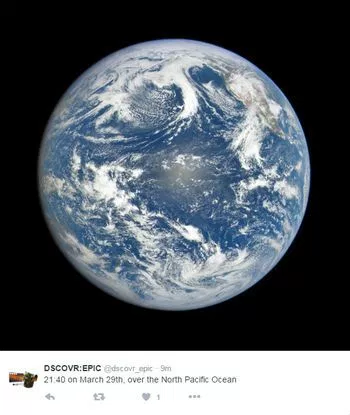 DSCOVR:EPIC @dscovr_epic · 9m
21:40 on March 29th, over the North Pacific Ocean
1